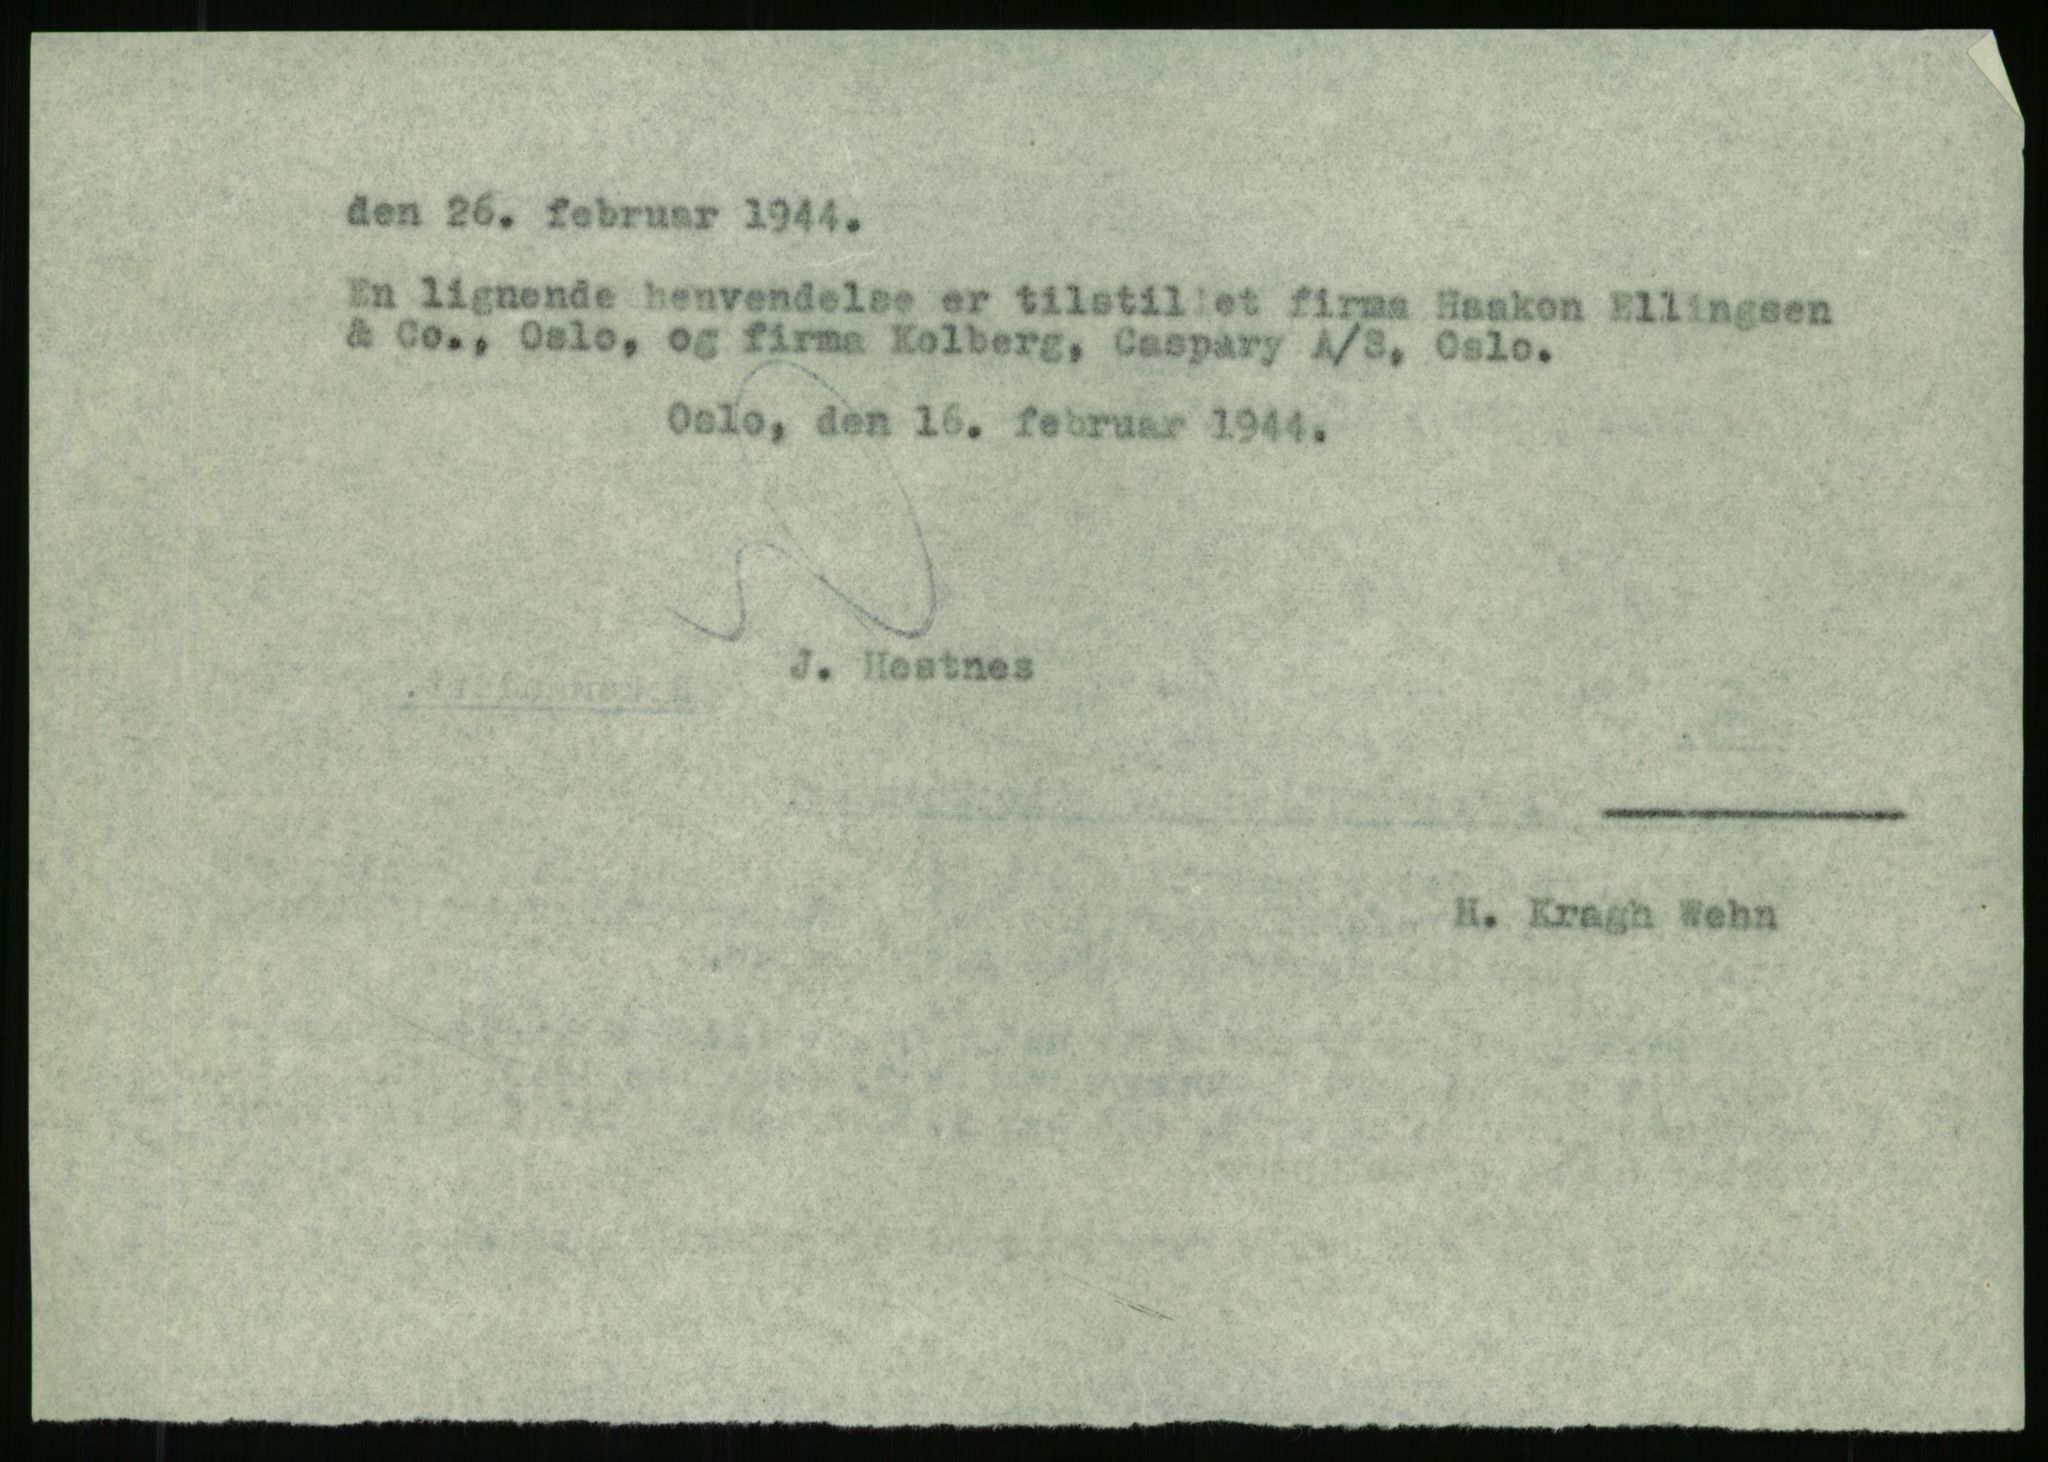 den 26. februar 1944.
En lignende henvendelse er tilstillet firma Haakon Ellingsen
& Co., Oslo, og firma Kolberg, Caspary A/S, Oslo.
Oslo, den 16. februar 1944.
J. Hestnes
H. Kragh Wehn